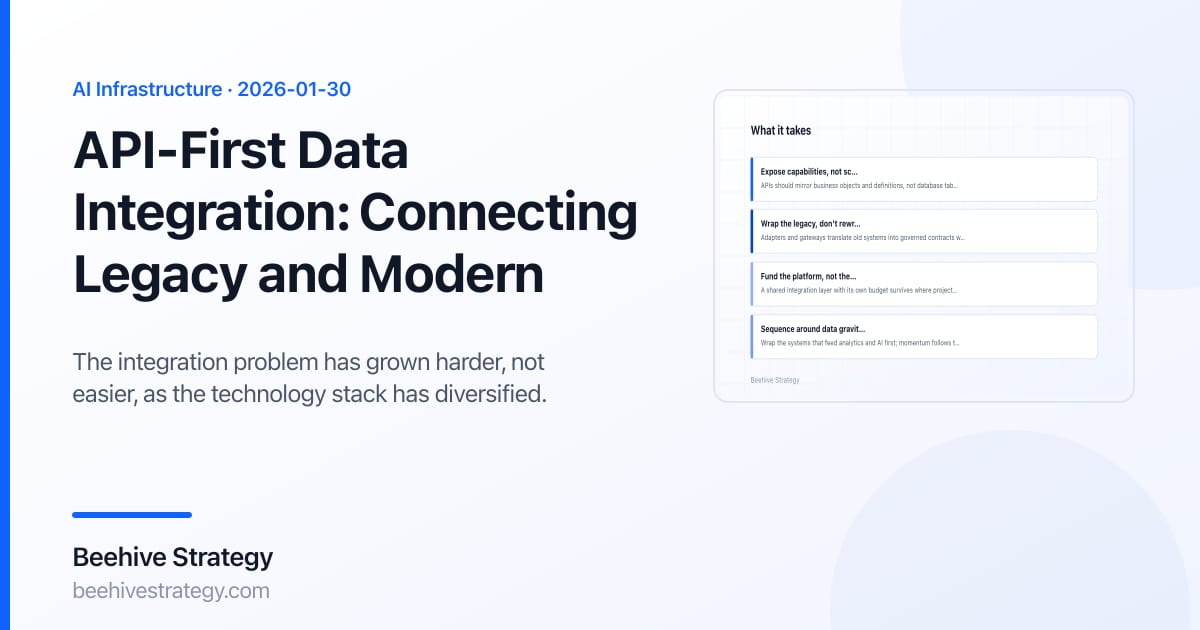 AI Infrastructure · 2026-01-30
API-First Data
Integration: Connecting
Legacy and Modern
The integration problem has grown harder, not
easier, as the technology stack has diversified.
Beehive Strategy
beehivestrategy.com
What it takes
Expose capabilities, not sc...
APIs should mirror business objects and definitions, not database tab...
Wrap the legacy, don't rewr...
Adapters and gateways translate old systems into governed contracts w...
Fund the platform, not the...
A shared integration layer with its own budget survives where project...
Sequence around data gravit...
Wrap the systems that feed analytics and AI first; momentum follows t...
Beehive Strategy